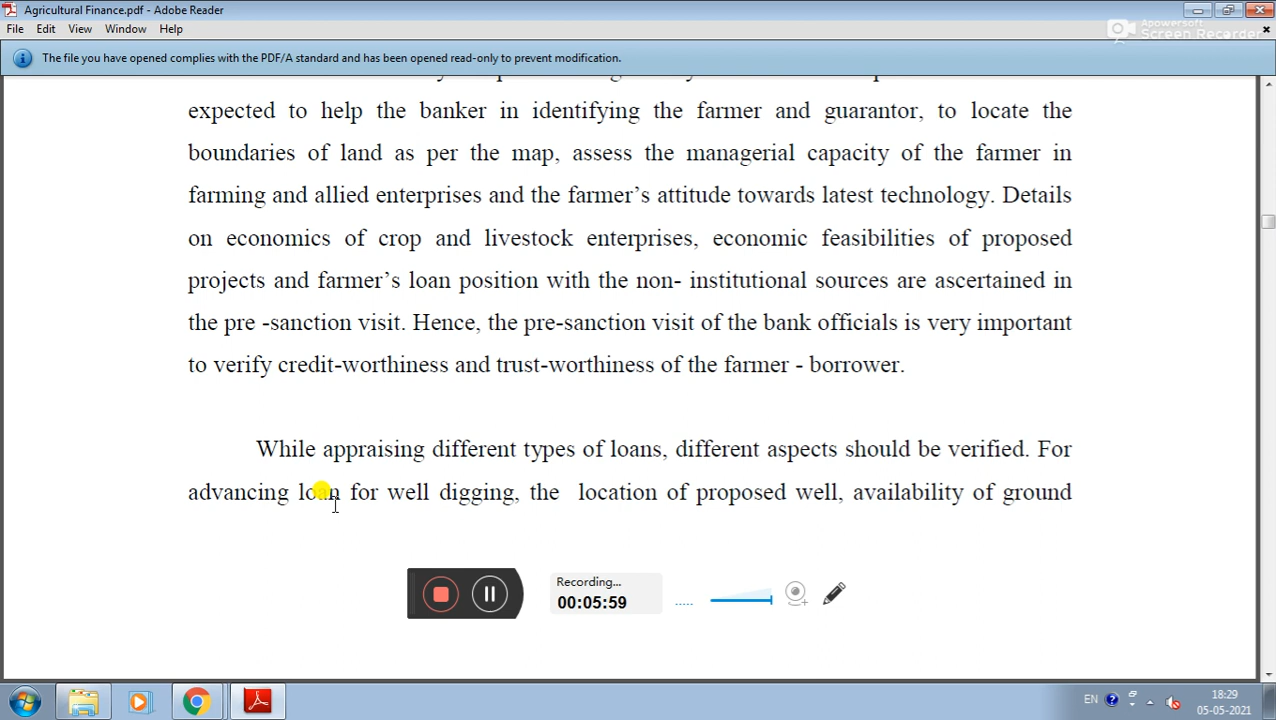 Agricultural Finance.pdf - Adobe Reader
File Edit View Window Help
Apowersoft
Screen Recorder
The file you have opened complies with the PDF/A standard and has been opened read-only to prevent modification.
expected to help the banker in identifying the farmer and guarantor, to locate the
boundaries of land as per the map, assess the managerial capacity of the farmer in
farming and allied enterprises and the farmer’s attitude towards latest technology. Details
on economics of crop and livestock enterprises, economic feasibilities of proposed
projects and farmer’s loan position with the non- institutional sources are ascertained in
the pre -sanction visit. Hence, the pre-sanction visit of the bank officials is very important
to verify credit-worthiness and trust-worthiness of the farmer - borrower.
While appraising different types of loans, different aspects should be verified. For
advancing loan for well digging, the location of proposed well, availability of ground
Recording...
00:05:59
EN
18:29
05-05-2021